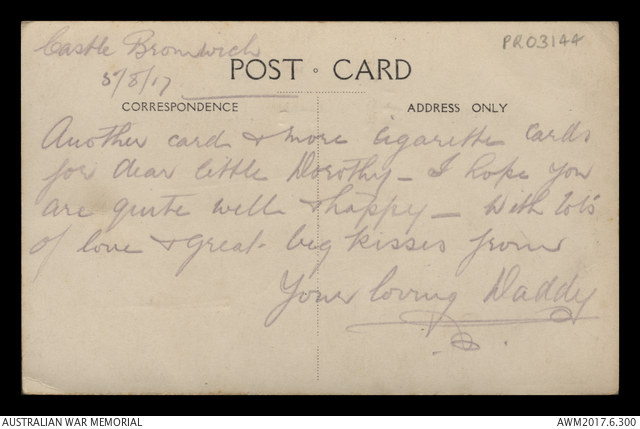 Castle Bromwich
PRO3144
5/8/17
POST CARD
CORRESPONDENCE
ADDRESS ONLY
Another card & more cigarette cards
for dear little Dorothy - I hope you
are quite well & happy - With lots
of love & great big kisses from
Your loving Daddy
AUSTRALIAN WAR MEMORIAL
AWM2017.6.300